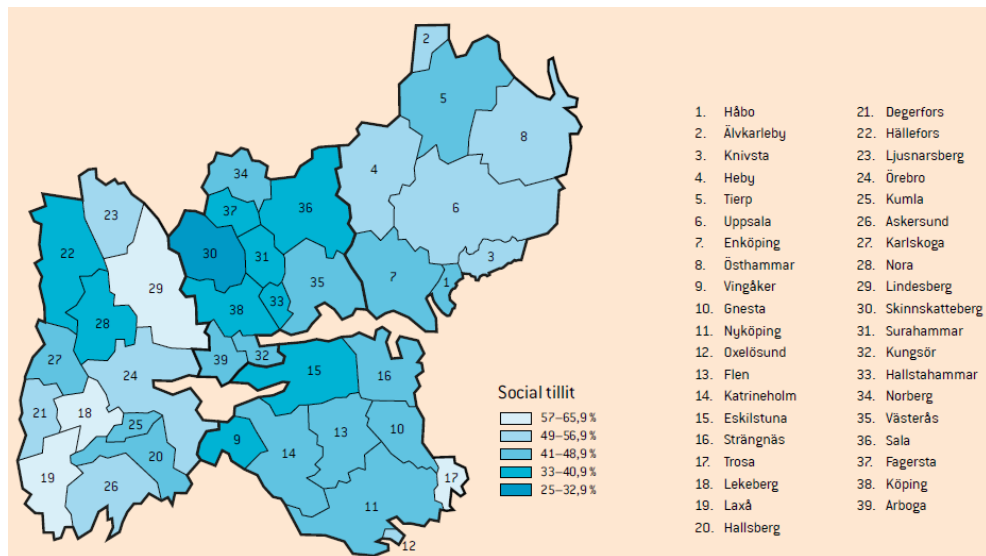 2
5
8
4
34
6
36
37
23
3
30
31
22
7
35
1
29
33
38
28
39
32
27
24
15
16
Social tillit
57–65,9 %
49–56,9 %
41–48,9 %
33–40,9 %
25–32,9 %
21
18
25
9
14
13
10
20
19
26
17
11
12
1. Håbo
2. Älvkarleby
3. Knivsta
4. Heby
5. Tierp
6. Uppsala
7. Enköping
8. Östhammar
9. Vingåker
10. Gnesta
11. Nyköping
12. Oxelösund
13. Flen
14. Katrineholm
15. Eskilstuna
16. Strängnäs
17. Trosa
18. Lekeberg
19. Laxå
20. Hallsberg
21. Degerfors
22. Hällefors
23. Ljusnarsberg
24. Örebro
25. Kumla
26. Askersund
27. Karlskoga
28. Nora
29. Lindesberg
30. Skinnskatteberg
31. Surahammar
32. Kungsör
33. Hallstahammar
34. Norberg
35. Västerås
36. Sala
37. Fagersta
38. Köping
39. Arboga